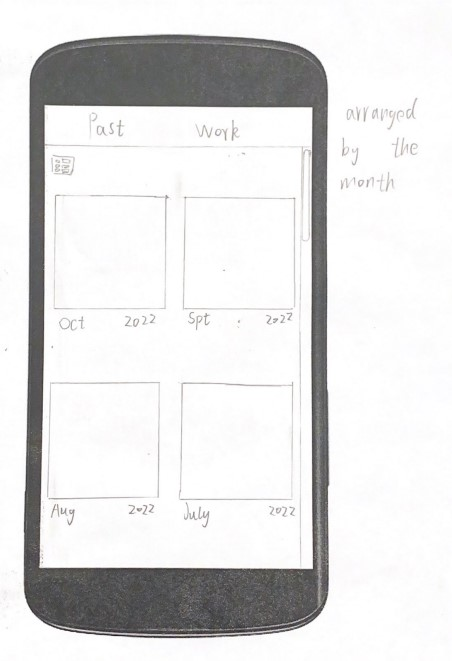 Past Work
arranged
by the
month
Oct 2022 Spt 2022
Aug 2022 July 2022